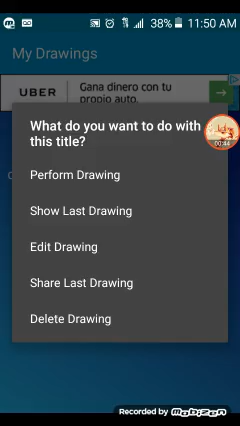 38% 11:50 AM
My Drawings
UBER
Gana dinero con tu
propio auto.
What do you want to do with
this title?
00:44
Perform Drawing
Show Last Drawing
Edit Drawing
Share Last Drawing
Delete Drawing
Powered by mobizen